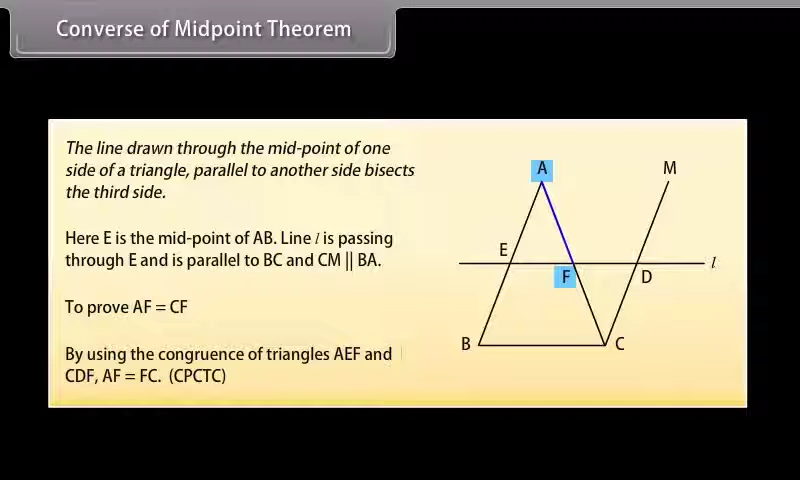 Converse of Midpoint Theorem
The line drawn through the mid-point of one
side of a triangle, parallel to another side bisects
the third side.
Here E is the mid-point of AB. Line l is passing
through E and is parallel to BC and CM || BA.
To prove AF = CF
By using the congruence of triangles AEF and
CDF, AF = FC. (CPCTC)
A
M
E
l
F
D
B
C